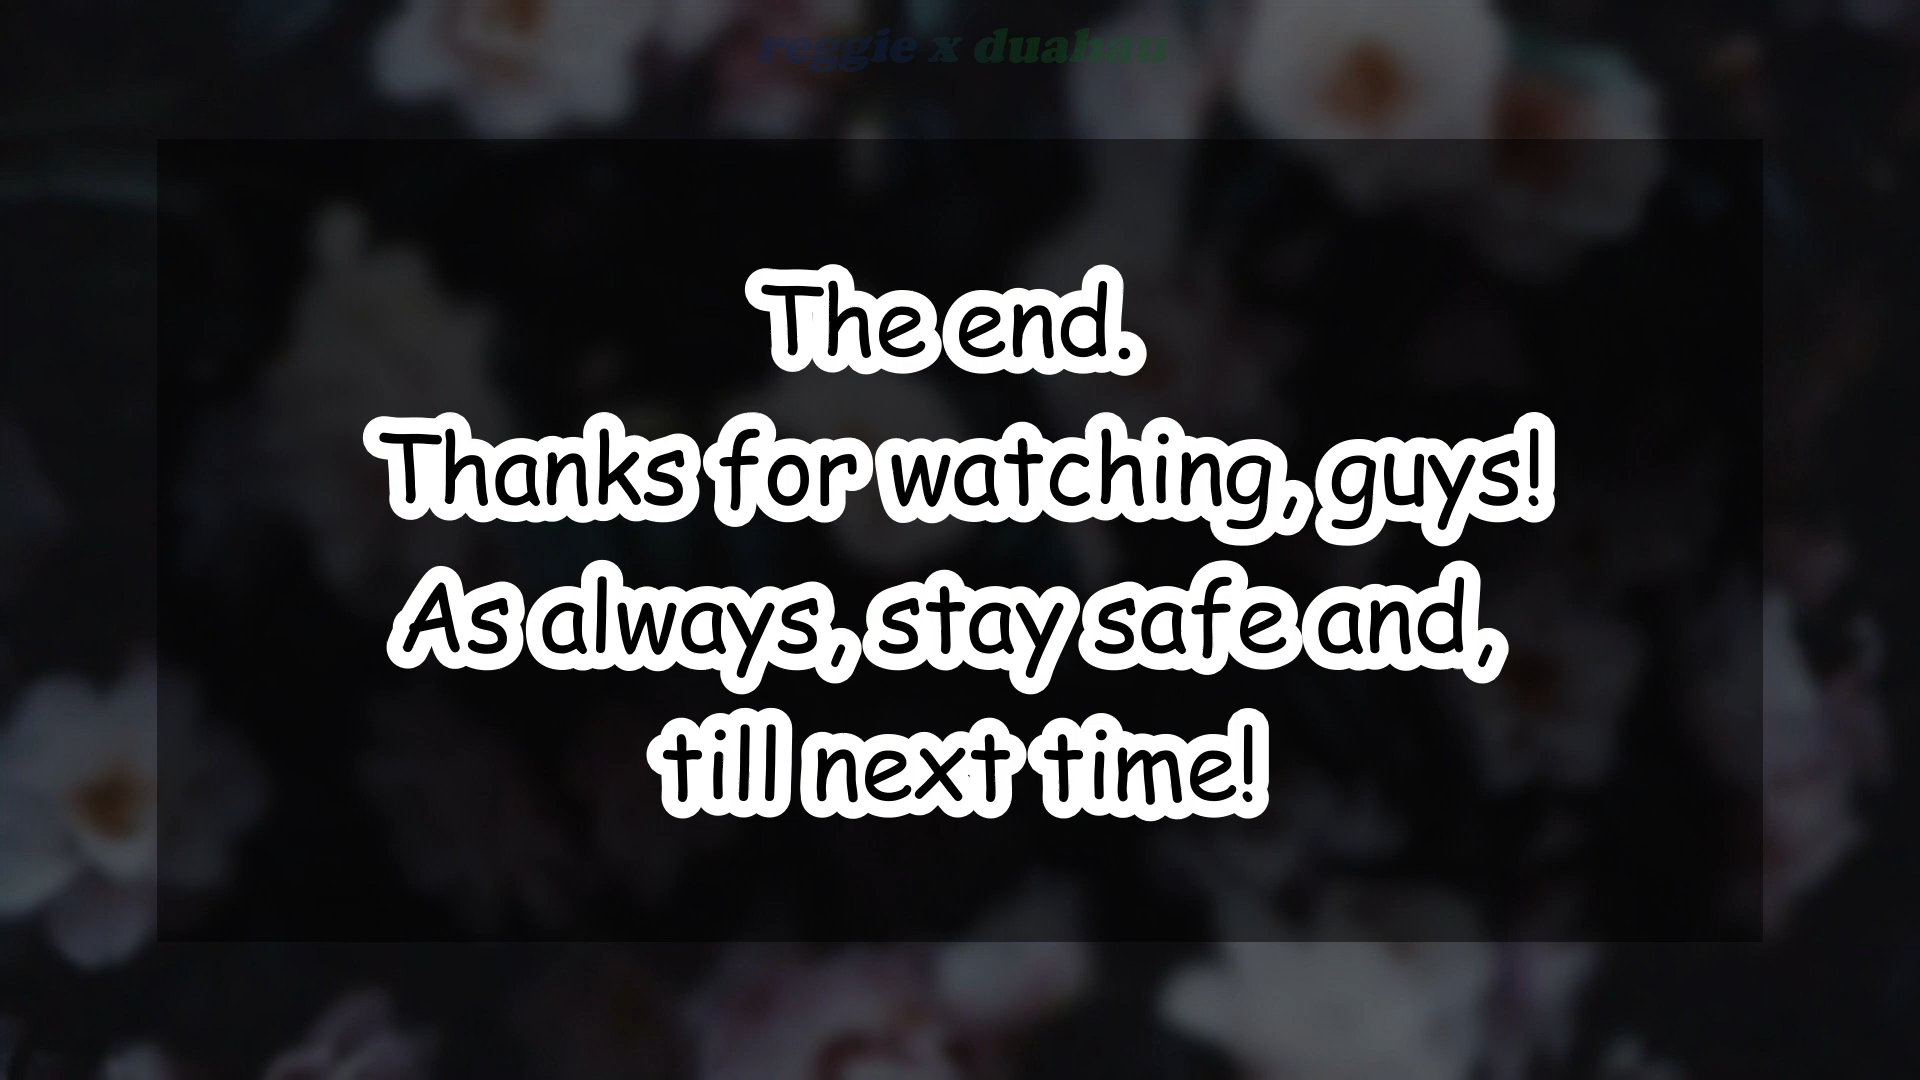 reggie x duahau
The end.
Thanks for watching, guys!
As always, stay safe and,
till next time!